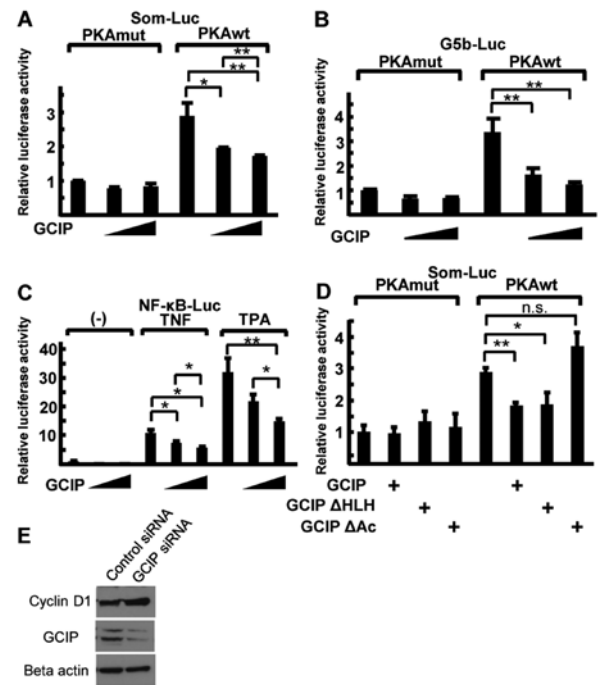 A
Som-Luc
PKAmut PKAwt
Relative luciferase activity
3
2
1
*
**
**
GCIP
B
G5b-Luc
PKAmut PKAwt
Relative luciferase activity
4
3
2
1
**
**
GCIP
C
NF-κB-Luc
(-) TNF TPA
Relative luciferase activity
40
30
20
10
*
*
*
**
*
GCIP
D
Som-Luc
PKAmut PKAwt
Relative luciferase activity
4
3
2
1
n.s.
*
**
GCIP + +
GCIP ΔHLH + +
GCIP ΔAc + +
E
Control siRNA
GCIP siRNA
Cyclin D1
GCIP
Beta actin